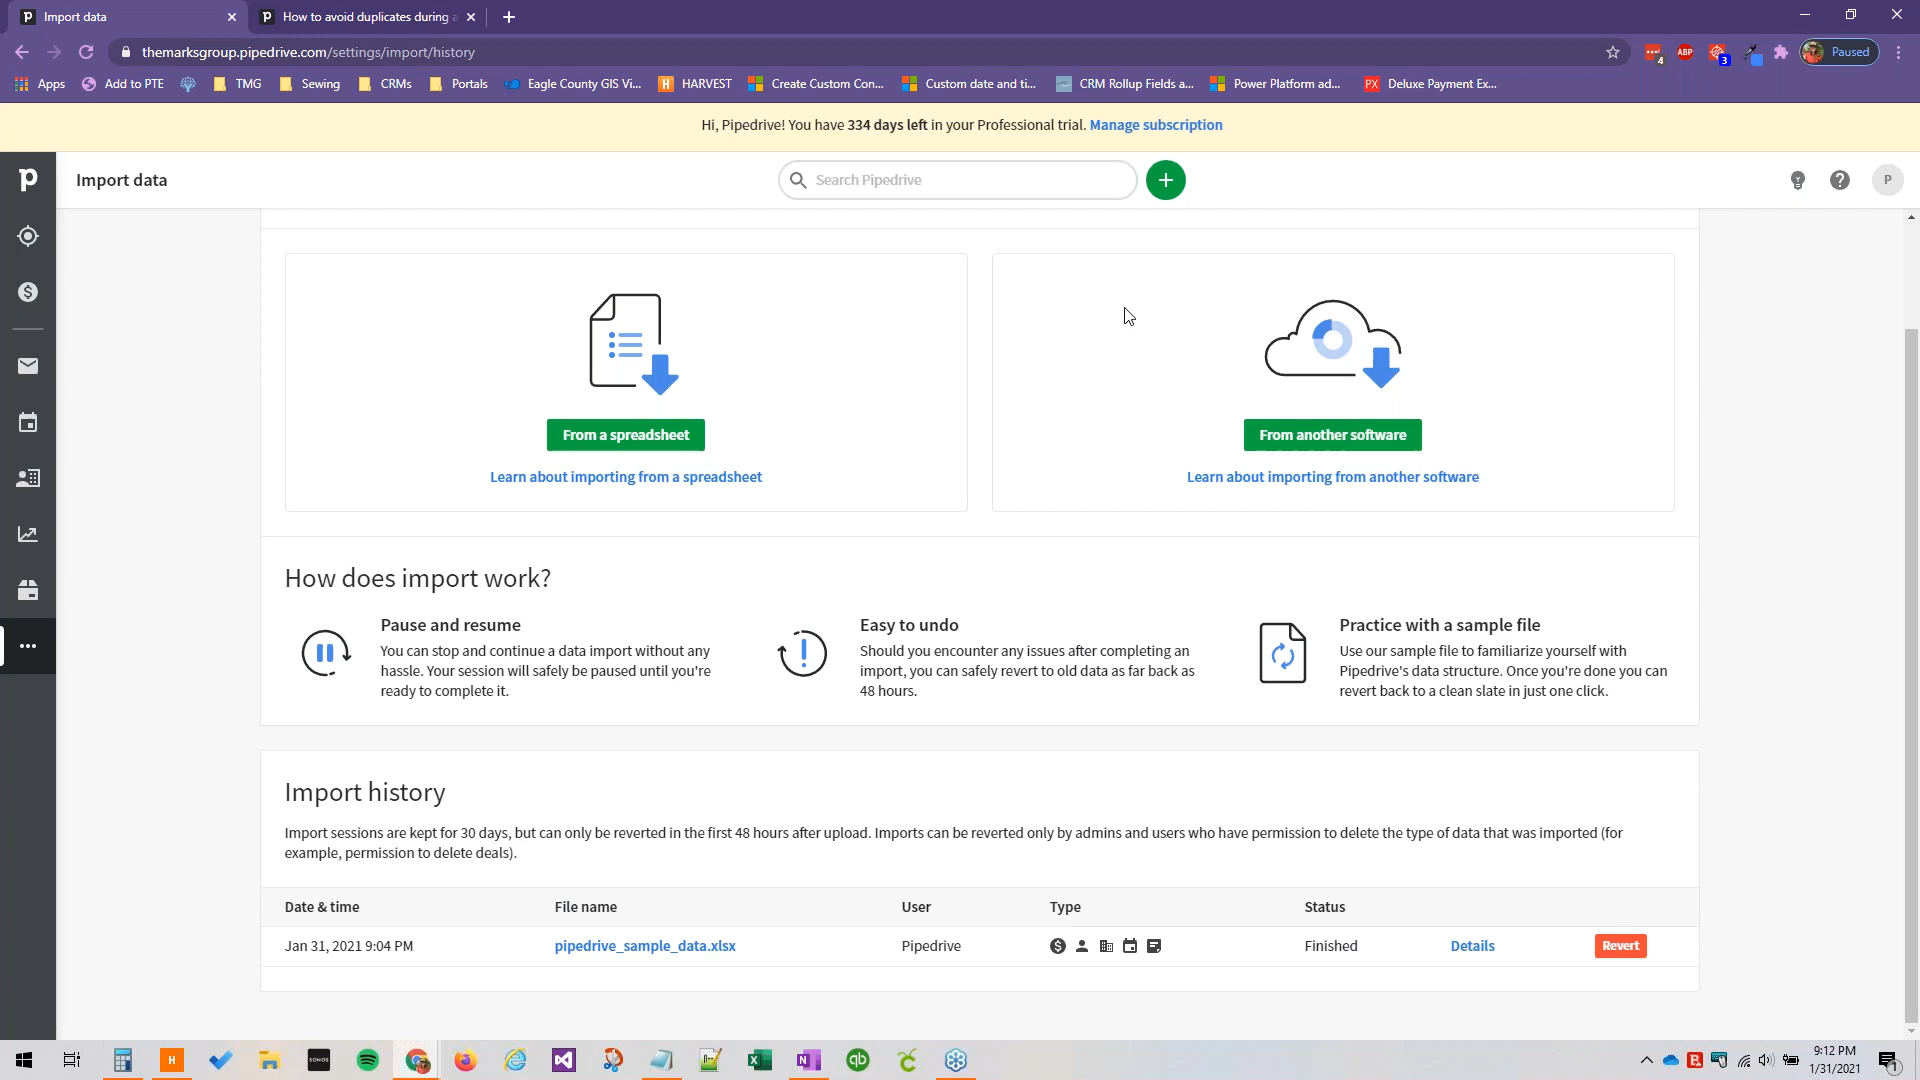 Import data
How to avoid duplicates during a
themarksgroup.pipedrive.com/settings/import/history
4
ABP
3
Paused
Apps
Add to PTE
TMG
Sewing
CRMs
Portals
Eagle County GIS Vi...
H
HARVEST
Create Custom Con...
Custom date and ti...
CRM Rollup Fields a...
Power Platform ad...
PX
Deluxe Payment Ex...
Hi, Pipedrive! You have 334 days left in your Professional trial. Manage subscription
Import data
Search Pipedrive
P
From a spreadsheet
From another software
Learn about importing from a spreadsheet
Learn about importing from another software
How does import work?
Pause and resume
You can stop and continue a data import without any
hassle. Your session will safely be paused until you're
ready to complete it.
Easy to undo
Should you encounter any issues after completing an
import, you can safely revert to old data as far back as
48 hours.
Practice with a sample file
Use our sample file to familiarize yourself with
Pipedrive's data structure. Once you're done you can
revert back to a clean slate in just one click.
Import history
Import sessions are kept for 30 days, but can only be reverted in the first 48 hours after upload. Imports can be reverted only by admins and users who have permission to delete the type of data that was imported (for
example, permission to delete deals).
Date & time File name User Type Status
Jan 31, 2021 9:04 PM pipedrive_sample_data.xlsx Pipedrive Finished Details Revert
H
SONOS
N
qb
9:12 PM
1/31/2021
1